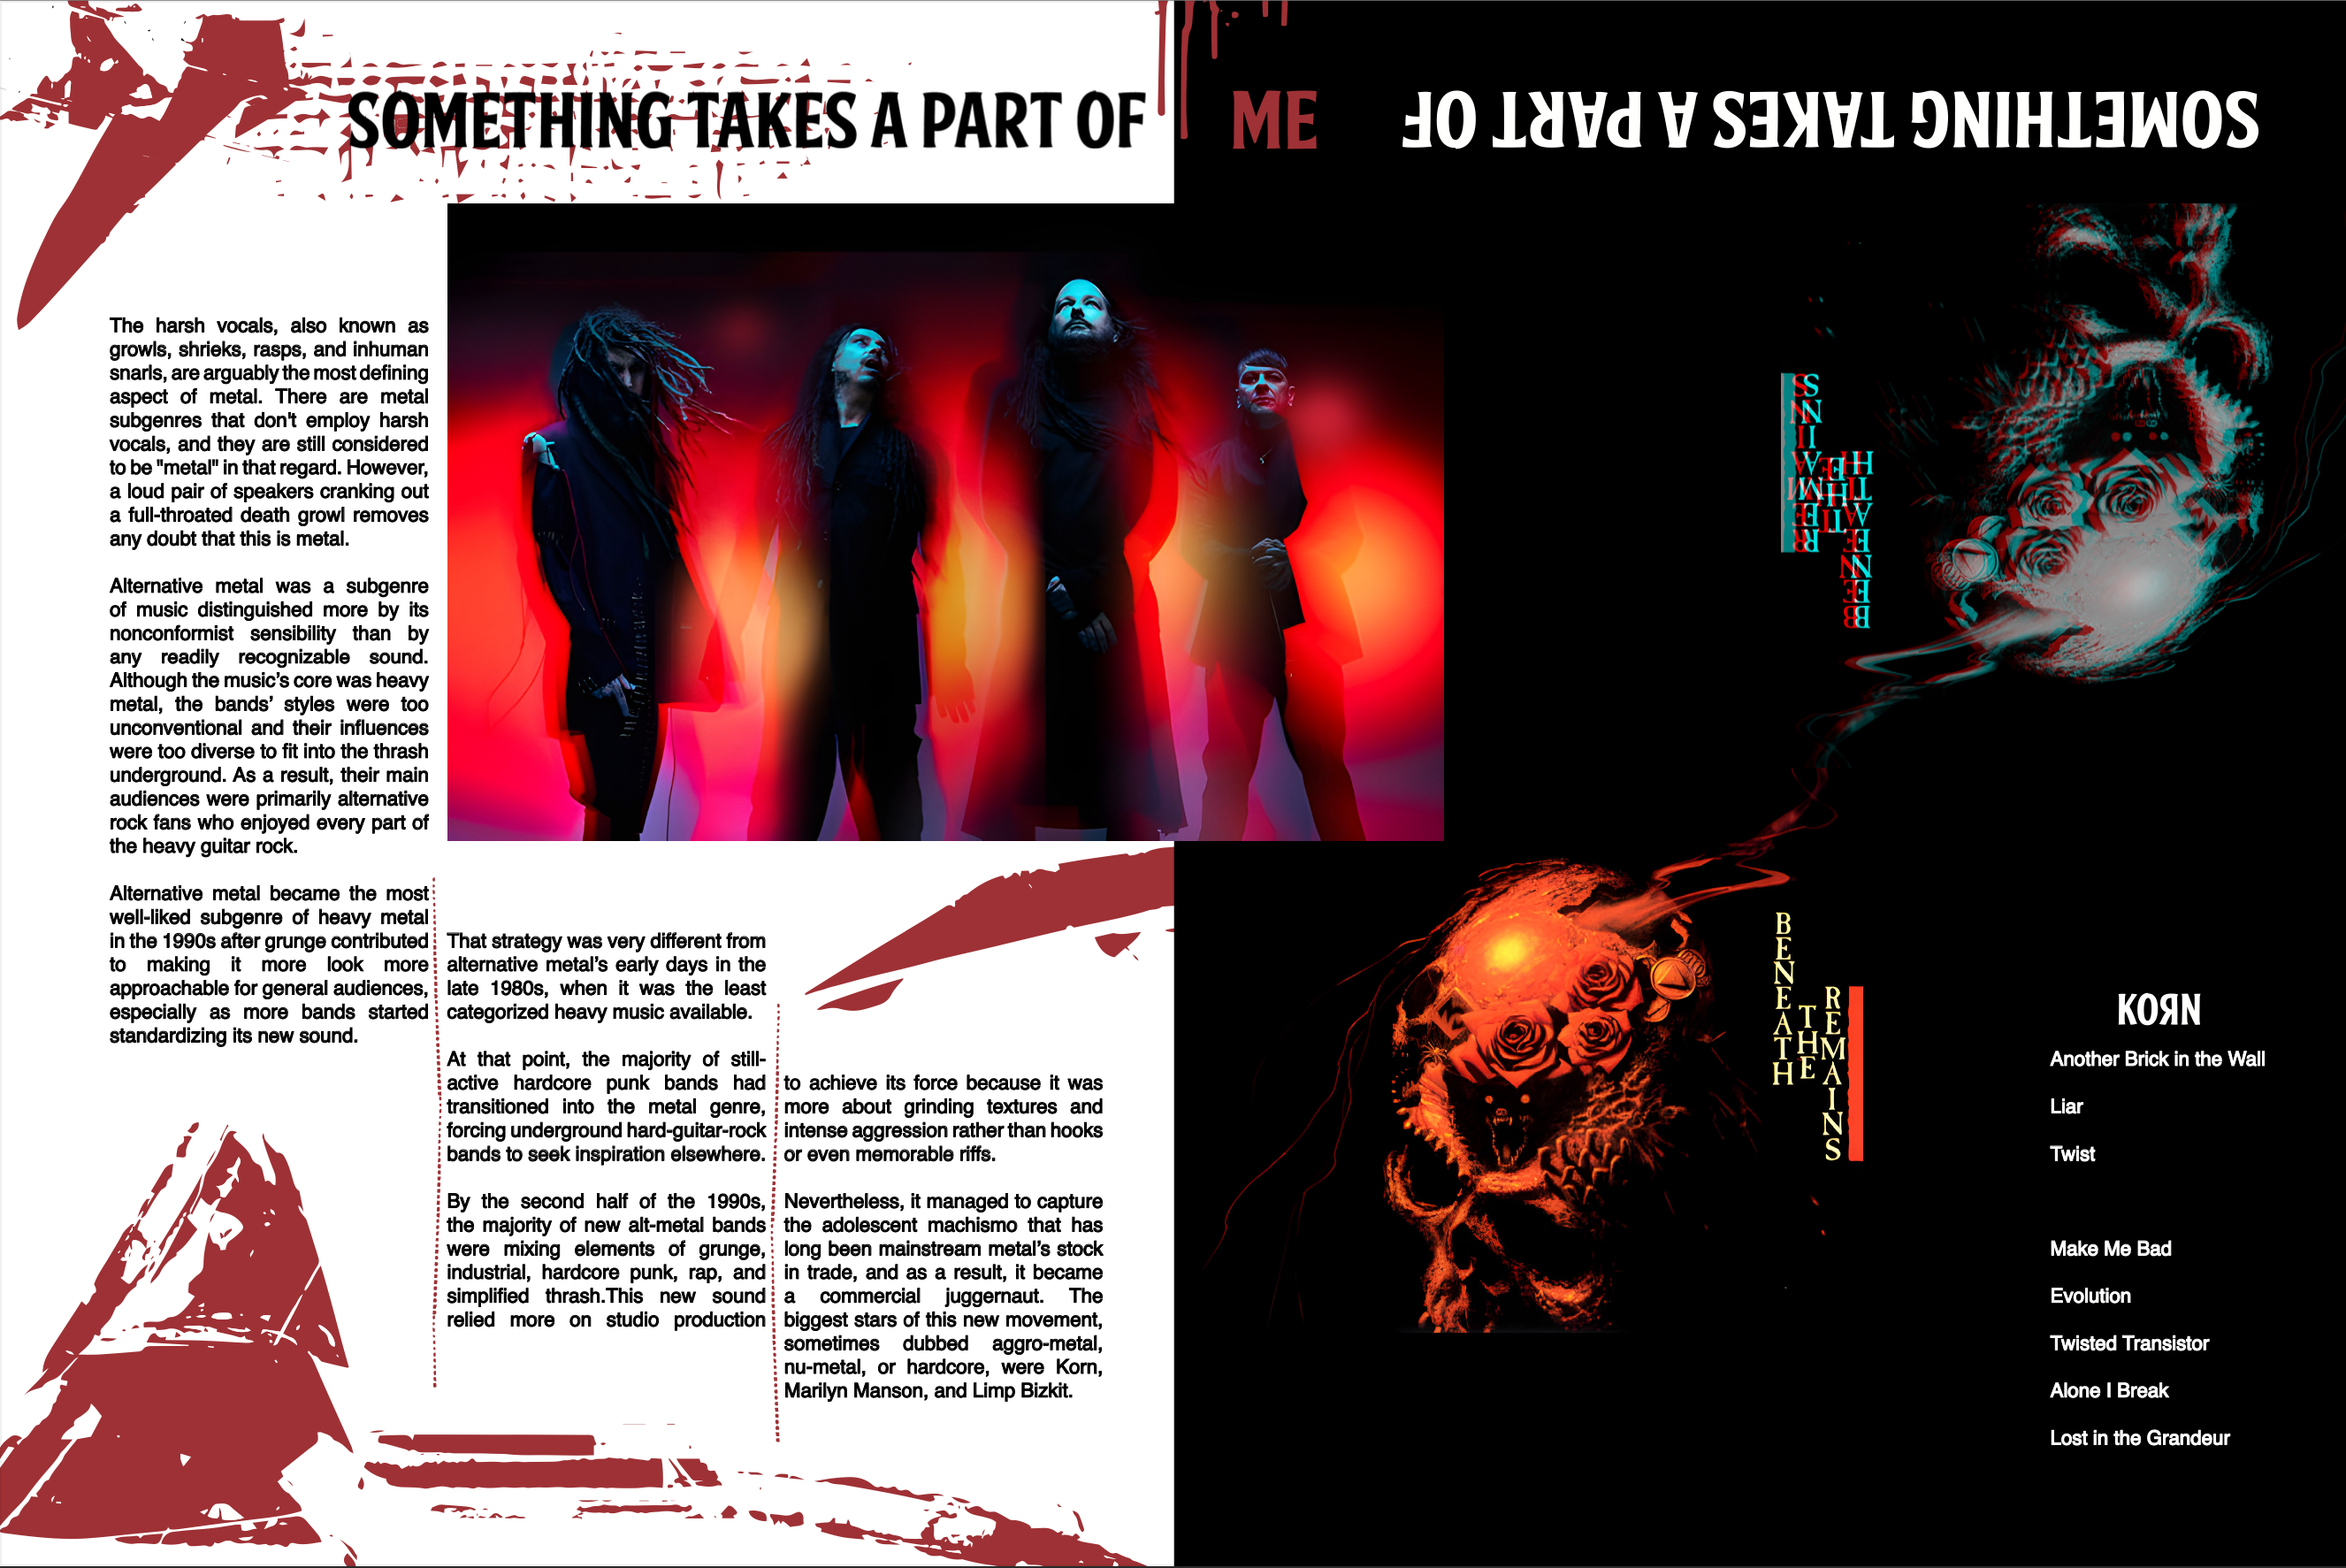 SOMETHING TAKES A PART OF ME
SOMETHING TAKES A PART OF
The harsh vocals, also known as
growls, shrieks, rasps, and inhuman
snarls, are arguably the most defining
aspect of metal. There are metal
subgenres that don't employ harsh
vocals, and they are still considered
to be "metal" in that regard. However,
a loud pair of speakers cranking out
a full-throated death growl removes
any doubt that this is metal.
Alternative metal was a subgenre
of music distinguished more by its
nonconformist sensibility than by
any readily recognizable sound.
Although the music’s core was heavy
metal, the bands’ styles were too
unconventional and their influences
were too diverse to fit into the thrash
underground. As a result, their main
audiences were primarily alternative
rock fans who enjoyed every part of
the heavy guitar rock.
Alternative metal became the most
well-liked subgenre of heavy metal
in the 1990s after grunge contributed
to making it more look more
approachable for general audiences,
especially as more bands started
standardizing its new sound.
That strategy was very different from
alternative metal’s early days in the
late 1980s, when it was the least
categorized heavy music available.
At that point, the majority of still-
active hardcore punk bands had
transitioned into the metal genre,
forcing underground hard-guitar-rock
bands to seek inspiration elsewhere.
By the second half of the 1990s,
the majority of new alt-metal bands
were mixing elements of grunge,
industrial, hardcore punk, rap, and
simplified thrash.This new sound
relied more on studio production
to achieve its force because it was
more about grinding textures and
intense aggression rather than hooks
or even memorable riffs.
Nevertheless, it managed to capture
the adolescent machismo that has
long been mainstream metal’s stock
in trade, and as a result, it became
a commercial juggernaut. The
biggest stars of this new movement,
sometimes dubbed aggro-metal,
nu-metal, or hardcore, were Korn,
Marilyn Manson, and Limp Bizkit.
BENEATH
THE
REMAINS
BENEATH
THE
REMAINS
KOЯN
Another Brick in the Wall
Liar
Twist
Make Me Bad
Evolution
Twisted Transistor
Alone I Break
Lost in the Grandeur